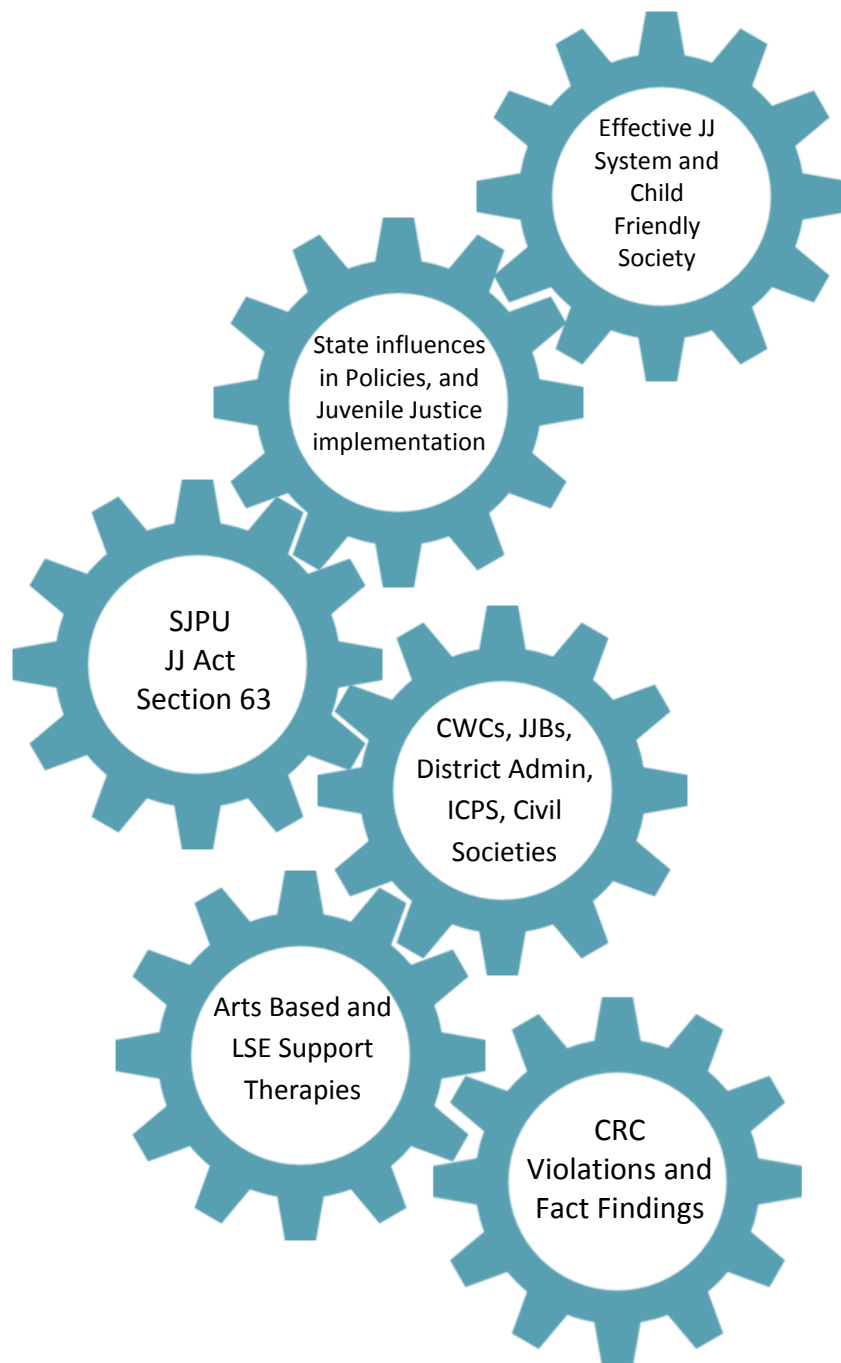 Effective JJ
System and
Child
Friendly
Society
State influences
in Policies, and
Juvenile Justice
implementation
SJPU
JJ Act
Section 63
CWCs, JJBs,
District Admin,
ICPS, Civil
Societies
Arts Based and
LSE Support
Therapies
CRC
Violations and
Fact Findings